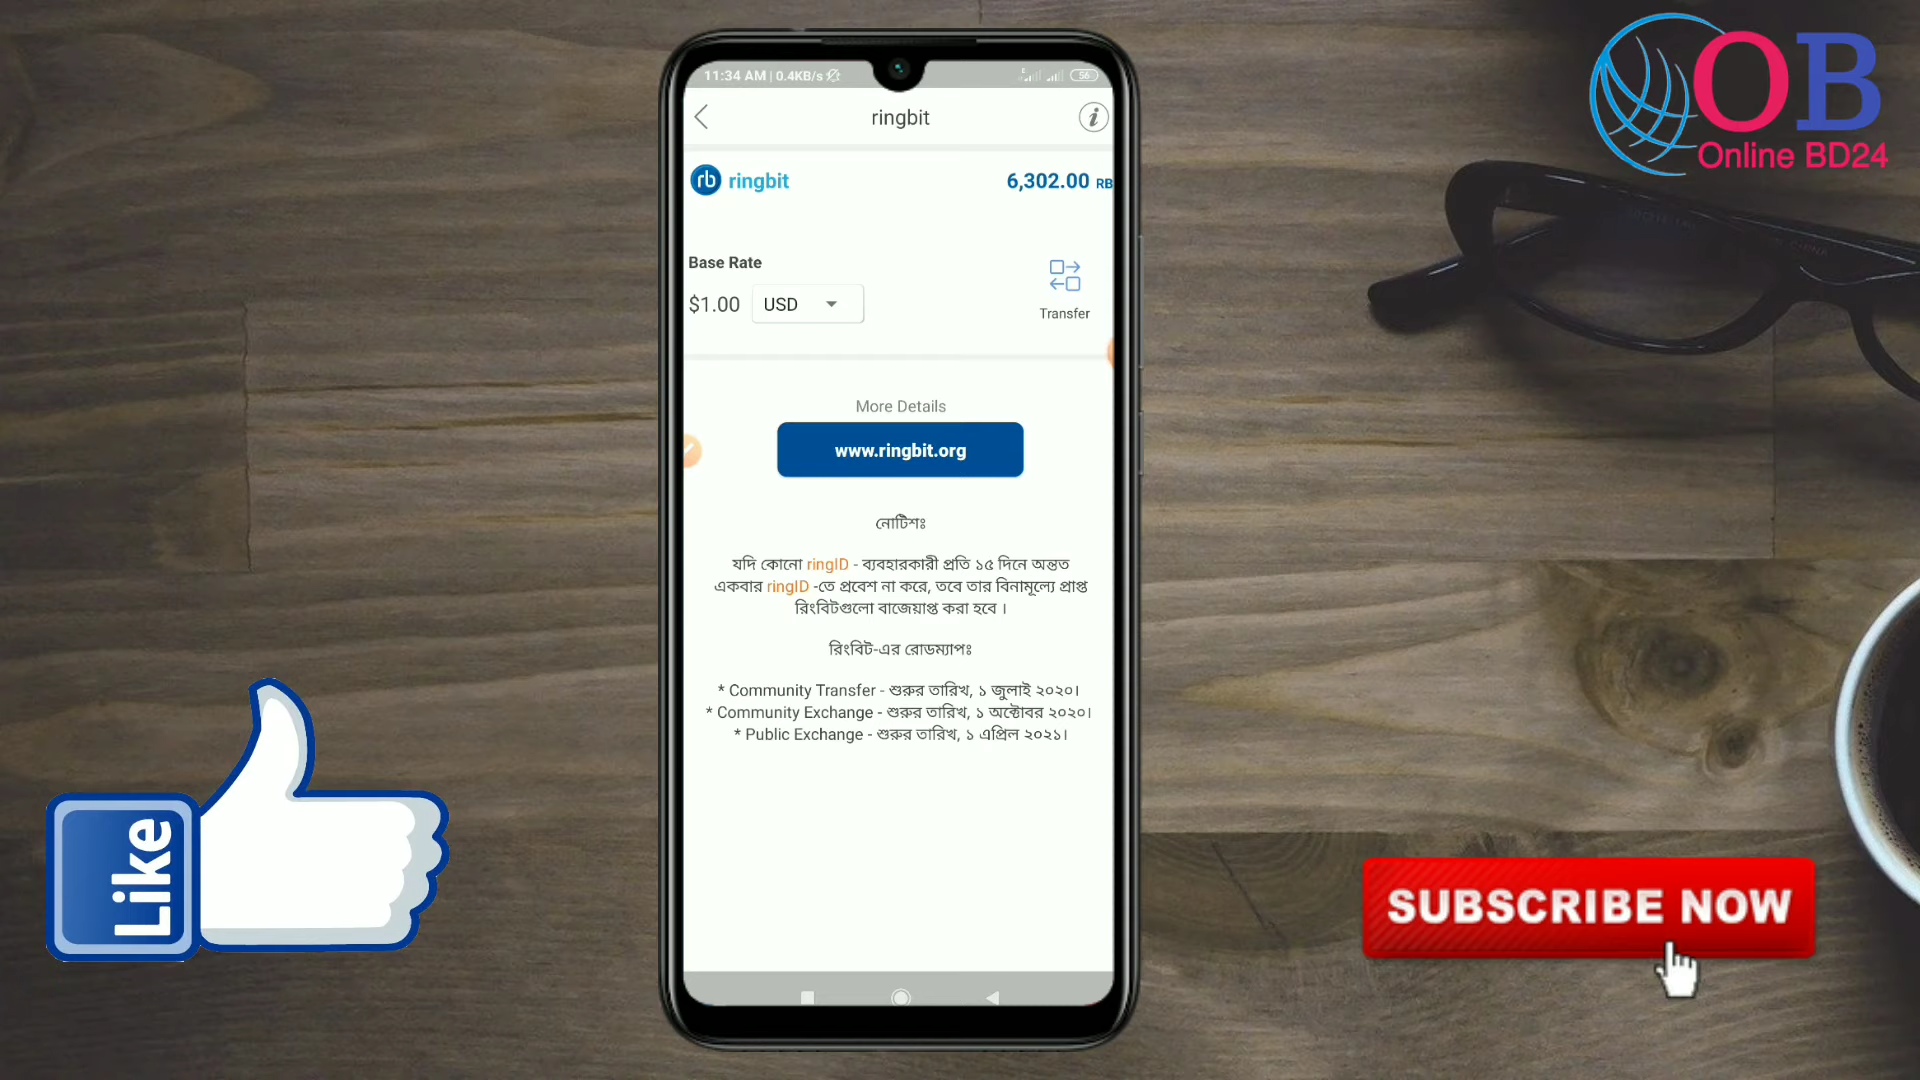 OB
Online BD24
11:34 AM | 0.4KB/s
56
ringbit
rb ringbit
6,302.00 RB
Base Rate
$1.00 USD
Transfer
More Details
www.ringbit.org
নোটিশঃ
যদি কোনো ringID - ব্যবহারকারী প্রতি ১৫ দিনে অন্তত
একবার ringID -তে প্রবেশ না করে, তবে তার বিনামূল্যে প্রাপ্ত
রিংবিটগুলো বাজেয়াপ্ত করা হবে ।
রিংবিট-এর রোডম্যাপঃ
* Community Transfer - শুরুর তারিখ, ১ জুলাই ২০২০।
* Community Exchange - শুরুর তারিখ, ১ অক্টোবর ২০২০।
* Public Exchange - শুরুর তারিখ, ১ এপ্রিল ২০২১।
Like
SUBSCRIBE NOW